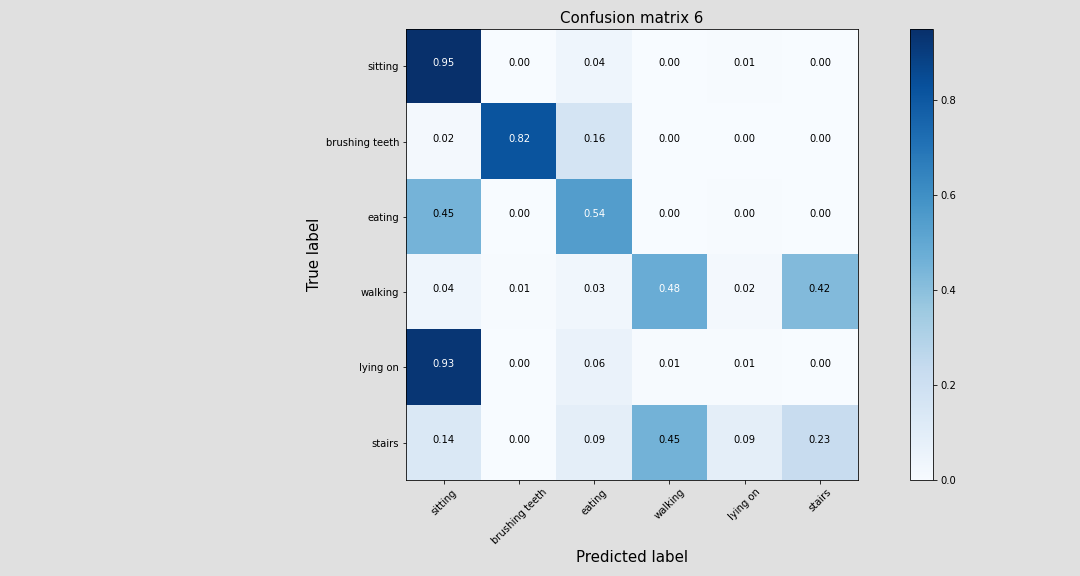 Confusion matrix 6
True label
sitting 0.95 0.00 0.04 0.00 0.01 0.00
brushing teeth 0.02 0.82 0.16 0.00 0.00 0.00
eating 0.45 0.00 0.54 0.00 0.00 0.00
walking 0.04 0.01 0.03 0.48 0.02 0.42
lying on 0.93 0.00 0.06 0.01 0.01 0.00
stairs 0.14 0.00 0.09 0.45 0.09 0.23
sitting brushing teeth eating walking lying on stairs
Predicted label
0.8
0.6
0.4
0.2
0.0